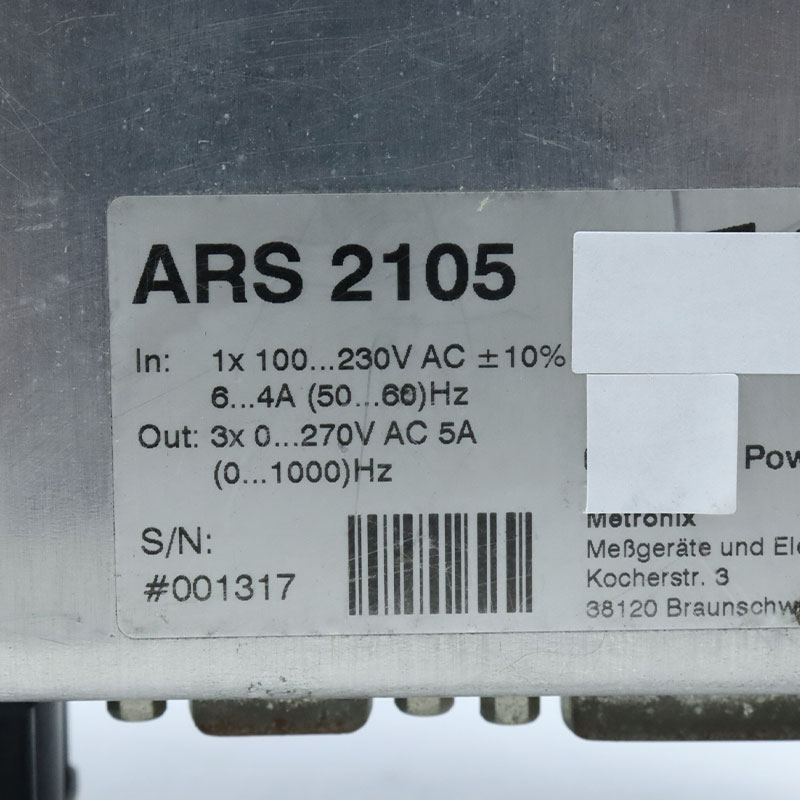 ARS 2105
In: 1x 100...230V AC ±10%
6...4A (50...60)Hz
Out: 3x 0...270V AC 5A
(0...1000)Hz
S/N:
#001317
Pow
Metronix
Meßgeräte und Ele
Kocherstr. 3
38120 Braunschw